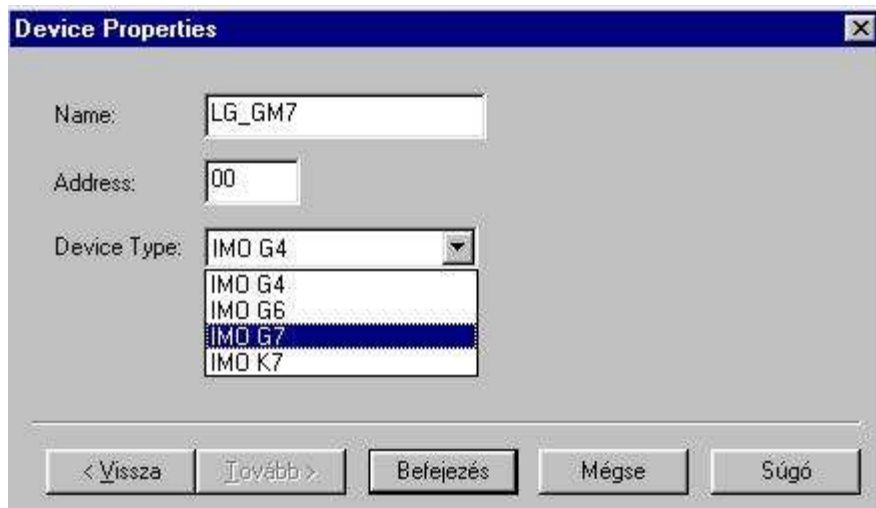 Device Properties
Name: LG_GM7
Address: 00
Device Type: IMO G4
IMO G4
IMO G6
IMO G7
IMO K7
< Vissza Tovább > Befejezés Mégse Súgó